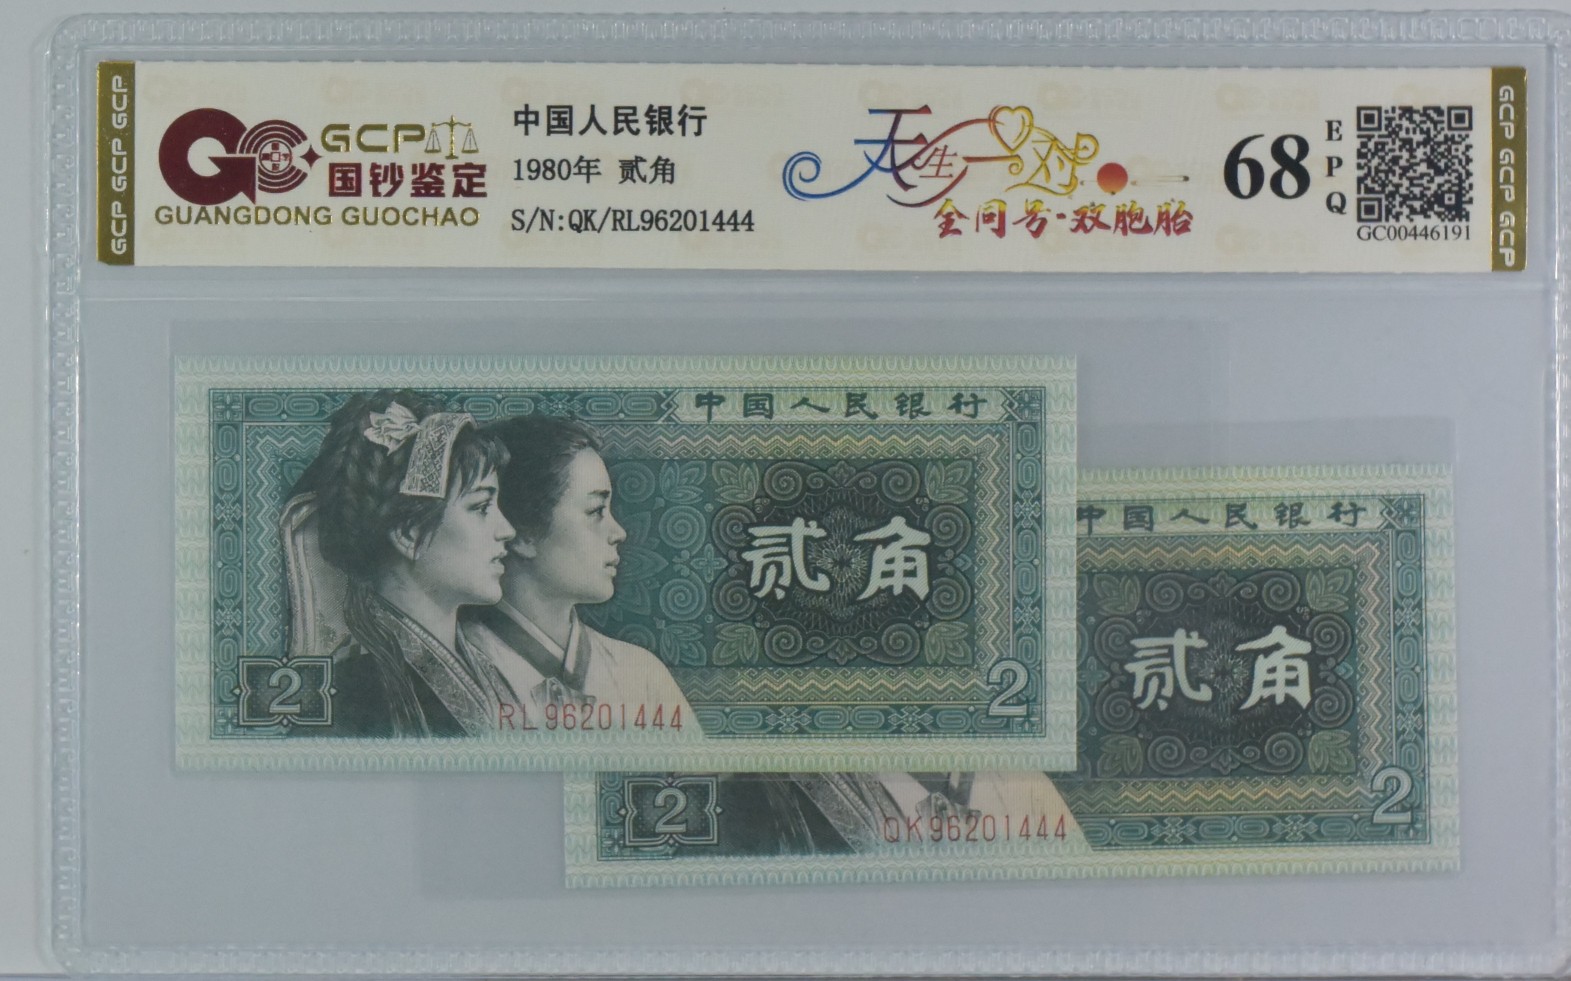 GCP GCP GCP
GCP
国钞鉴定
GUANGDONG GUOCHAO
中国人民银行
1980年 贰角
S/N:QK/RL96201444
天生一对
全同号·双胞胎
68
EPQ
GC00446191
GCP GCP GCP
中国人民银行
贰角
2
RL96201444
2
中国人民银行
贰角
2
QK96201444
2